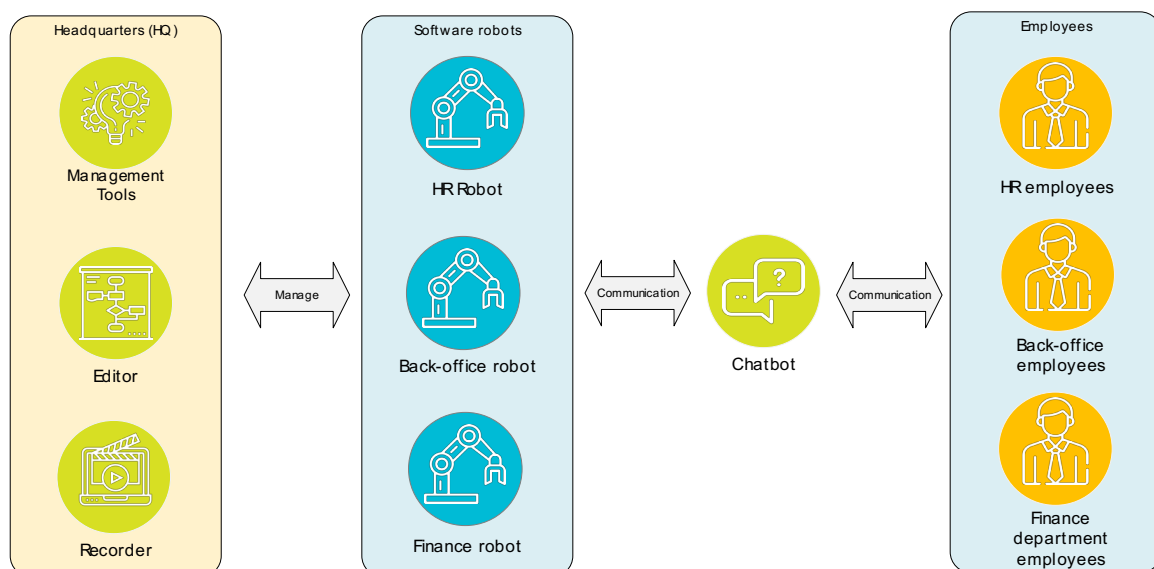 Headquarters (HQ)
Management
Tools
Editor
Recorder
Manage
Software robots
HR Robot
Back-office robot
Finance robot
Communication
?
Chatbot
Communication
Employees
HR employees
Back-office
employees
Finance
department
employees